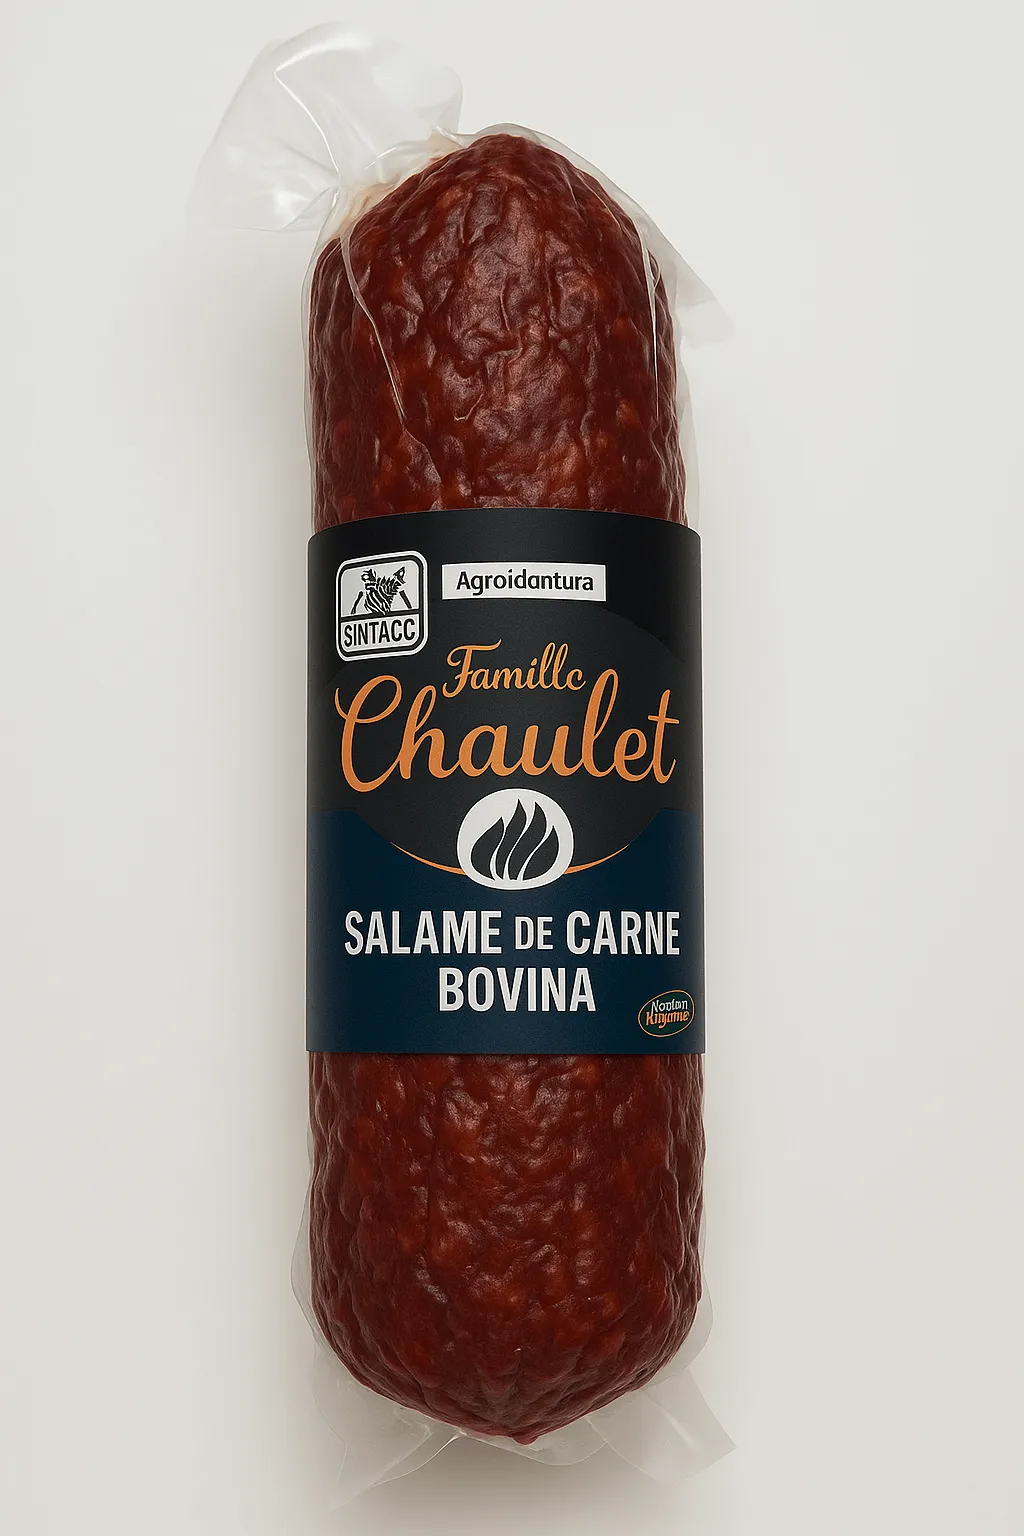 SINTACC
Agroidantura
Famillc
Chaulet
SALAME DE CARNE
BOVINA